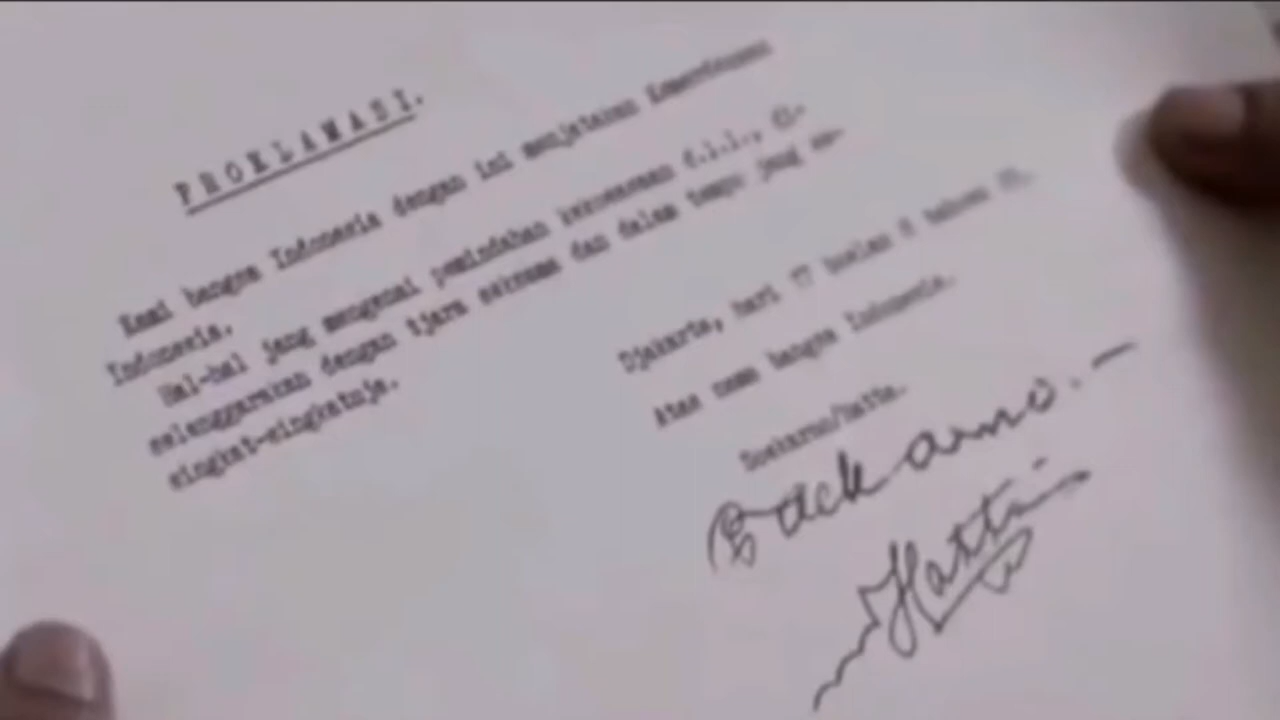 PROKLAMASI.
Kami bangsa Indonesia dengan ini menjatakan Kemerdekaan
Indonesia.
Hal-hal jang mengenai pemindahan kekoeasaan d.l.l., di-
selenggarakan dengan tjara seksama dan dalam tempo jang se-
singkat-singkatnja.
Djakarta, hari 17 boelan 8 tahoen
Atas nama bangsa Indonesia.
Soekarno/Hatta.
Soekarno.-
Hatta